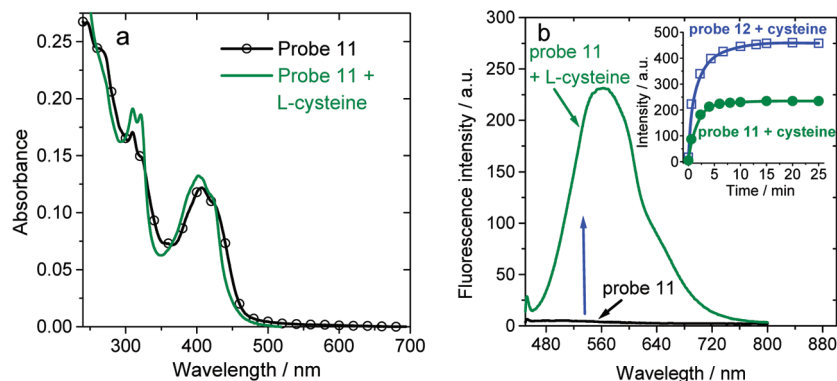 a
Probe 11
Probe 11 +
L-cysteine
Absorbance
0.25
0.20
0.15
0.10
0.05
0.00
300 400 500 600 700
Wavelength / nm
b
probe 11
+ L-cysteine
probe 11
Fluorescence intensity / a.u.
300
250
200
150
100
50
0
480 560 640 720 800 880
Wavelegth / nm
probe 12 + cysteine
probe 11 + cysteine
Intensity / a.u.
500
400
300
200
100
0
0 5 10 15 20 25
Time / min